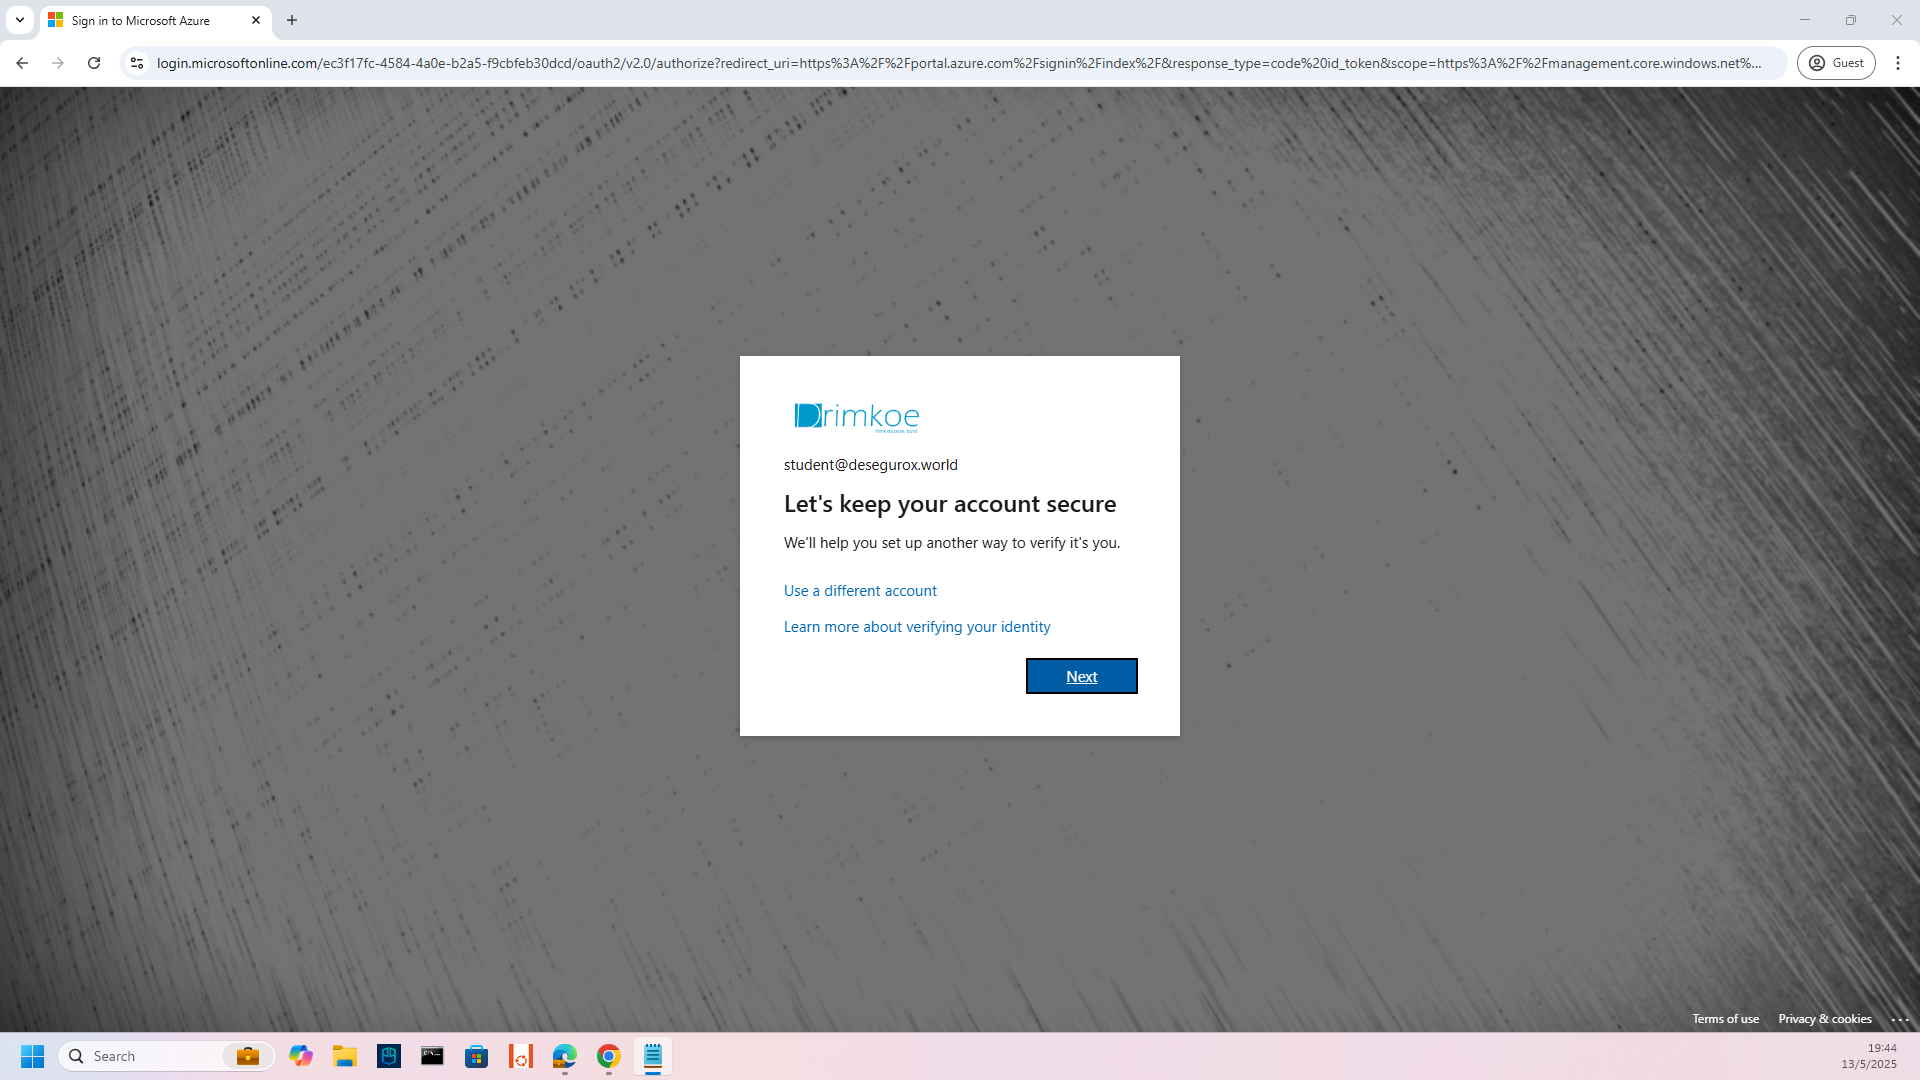 Sign in to Microsoft Azure
login.microsoftonline.com/ec3f17fc-4584-4a0e-b2a5-f9cbfeb30dcd/oauth2/v2.0/authorize?redirect_uri=https%3A%2F%2Fportal.azure.com%2Fsignin%2Findex%2F&response_type=code%20id_token&scope=https%3A%2F%2Fmanagement.core.windows.net%...
Guest
Drimkoe
student@desegurox.world
Let's keep your account secure
We'll help you set up another way to verify it's you.
Use a different account
Learn more about verifying your identity
Next
Terms of use
Privacy & cookies
...
Search
19:44
13/5/2025